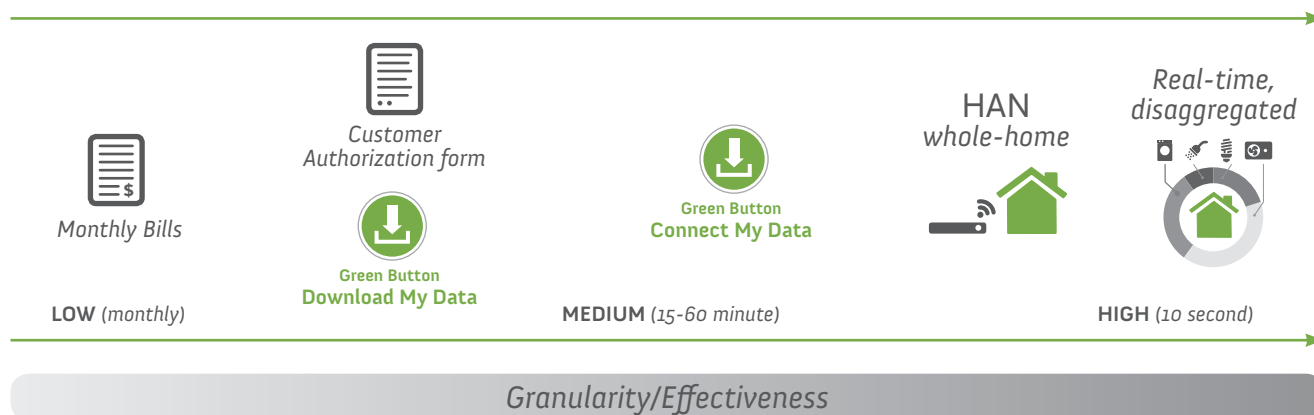 Monthly Bills
Customer
Authorization form
Green Button
Download My Data
Green Button
Connect My Data
HAN
whole-home
Real-time,
disaggregated
$
LOW (monthly)
MEDIUM (15-60 minute)
HIGH (10 second)
Granularity/Effectiveness